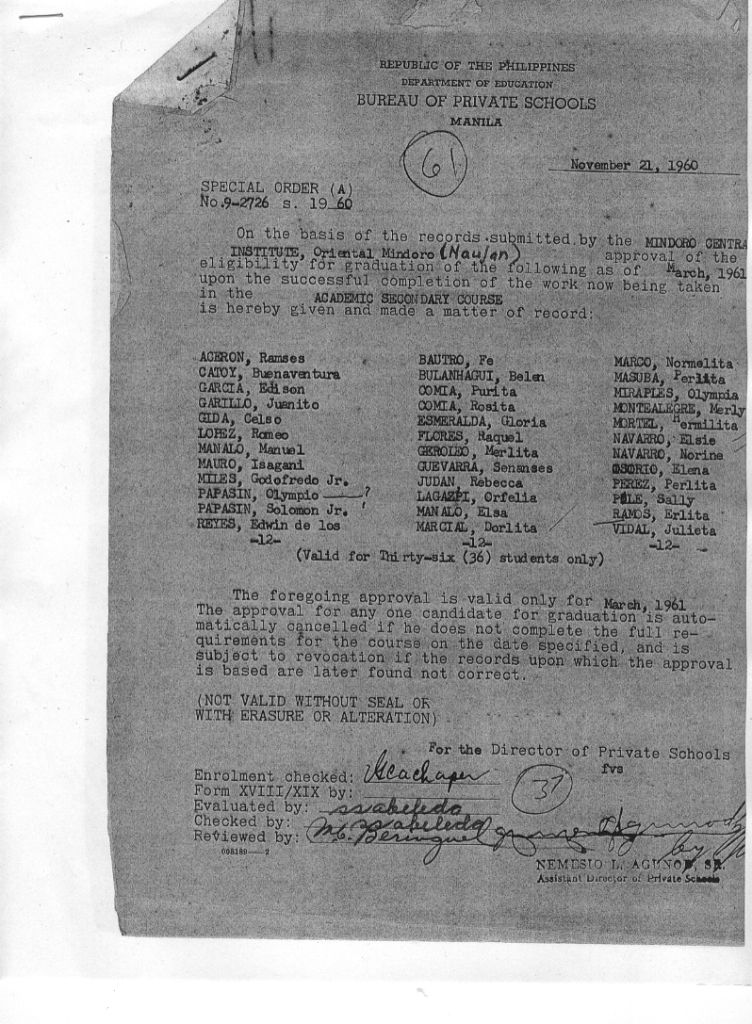 REPUBLIC OF THE PHILIPPINES
DEPARTMENT OF EDUCATION
BUREAU OF PRIVATE SCHOOLS
MANILA
61
November 21, 1960
SPECIAL ORDER (A)
No.9-2726 s. 1960
On the basis of the records submitted by the MINDORO CENTRA
INSTITUTE, Oriental Mindoro (Naujan) approval of the
eligibility for graduation of the following as of March, 1961
upon the successful completion of the work now being taken
in the ACADEMIC SECONDARY COURSE
is hereby given and made a matter of record:
ACERON, Ramses BAUTRO, Fe MARCO, Normelita
CATOY, Buenaventura BULANHAGUI, Belen MASUBA, Perlita
GARCIA, Edison COMIA, Purita MIRAPLES, Olympia
GARILLO, Juanito COMIA, Rosita MONTEALEGRE, Merly
GIDA, Celso ESMERALDA, Gloria MORTEL, Hermilita
LOPEZ, Romeo FLORES, Raquel NAVARRO, Elsie
MANALO, Manuel GEROLEO, Merlita NAVARRO, Norine
MAURO, Isagani GUEVARRA, Senanses OSORIO, Elena
MILES, Godofredo Jr. JUDAN, Rebecca PEREZ, Perlita
PAPASIN, Olympio ? LAGAZPI, Orfelia POLE, Sally
PAPASIN, Solomon Jr. MANALO, Elsa RAMOS, Erlita
REYES, Edwin de los MARCIAL, Dorlita VIDAL, Julieta
-12- -12- -12-
(Valid for Thirty-six (36) students only)
The foregoing approval is valid only for March, 1961
The approval for any one candidate for graduation is auto-
matically cancelled if he does not complete the full re-
quirements for the course on the date specified, and is
subject to revocation if the records upon which the approval
is based are later found not correct.
(NOT VALID WITHOUT SEAL OR
WITH ERASURE OR ALTERATION)
For the Director of Private Schools
fvs
Enrolment checked:
Form XVIII/XIX by:
37
Evaluated by: ssabeleda
Checked by: ssabeleda
Reviewed by:
008189—2
NEMESIO L. AGUNOD, SR.
Assistant Director of Private Schools